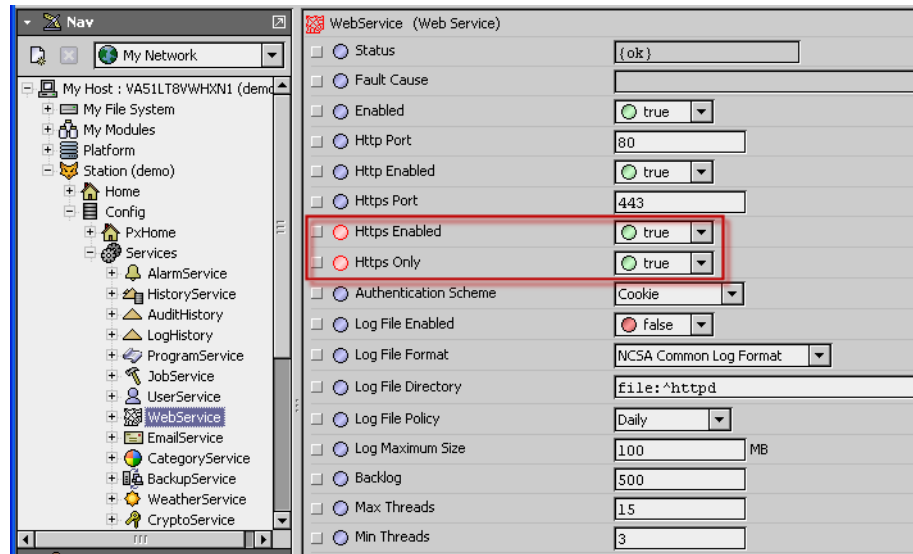 Nav
My Network
My Host : VA51LT8VWHXN1 (demo
My File System
My Modules
Platform
Station (demo)
Home
Config
PxHome
Services
AlarmService
HistoryService
AuditHistory
LogHistory
ProgramService
JobService
UserService
WebService
EmailService
CategoryService
BackupService
WeatherService
CryptoService
WebService (Web Service)
Status {ok}
Fault Cause
Enabled true
Http Port 80
Http Enabled true
Https Port 443
Https Enabled true
Https Only true
Authentication Scheme Cookie
Log File Enabled false
Log File Format NCSA Common Log Format
Log File Directory file:^httpd
Log File Policy Daily
Log Maximum Size 100 MB
Backlog 500
Max Threads 15
Min Threads 3